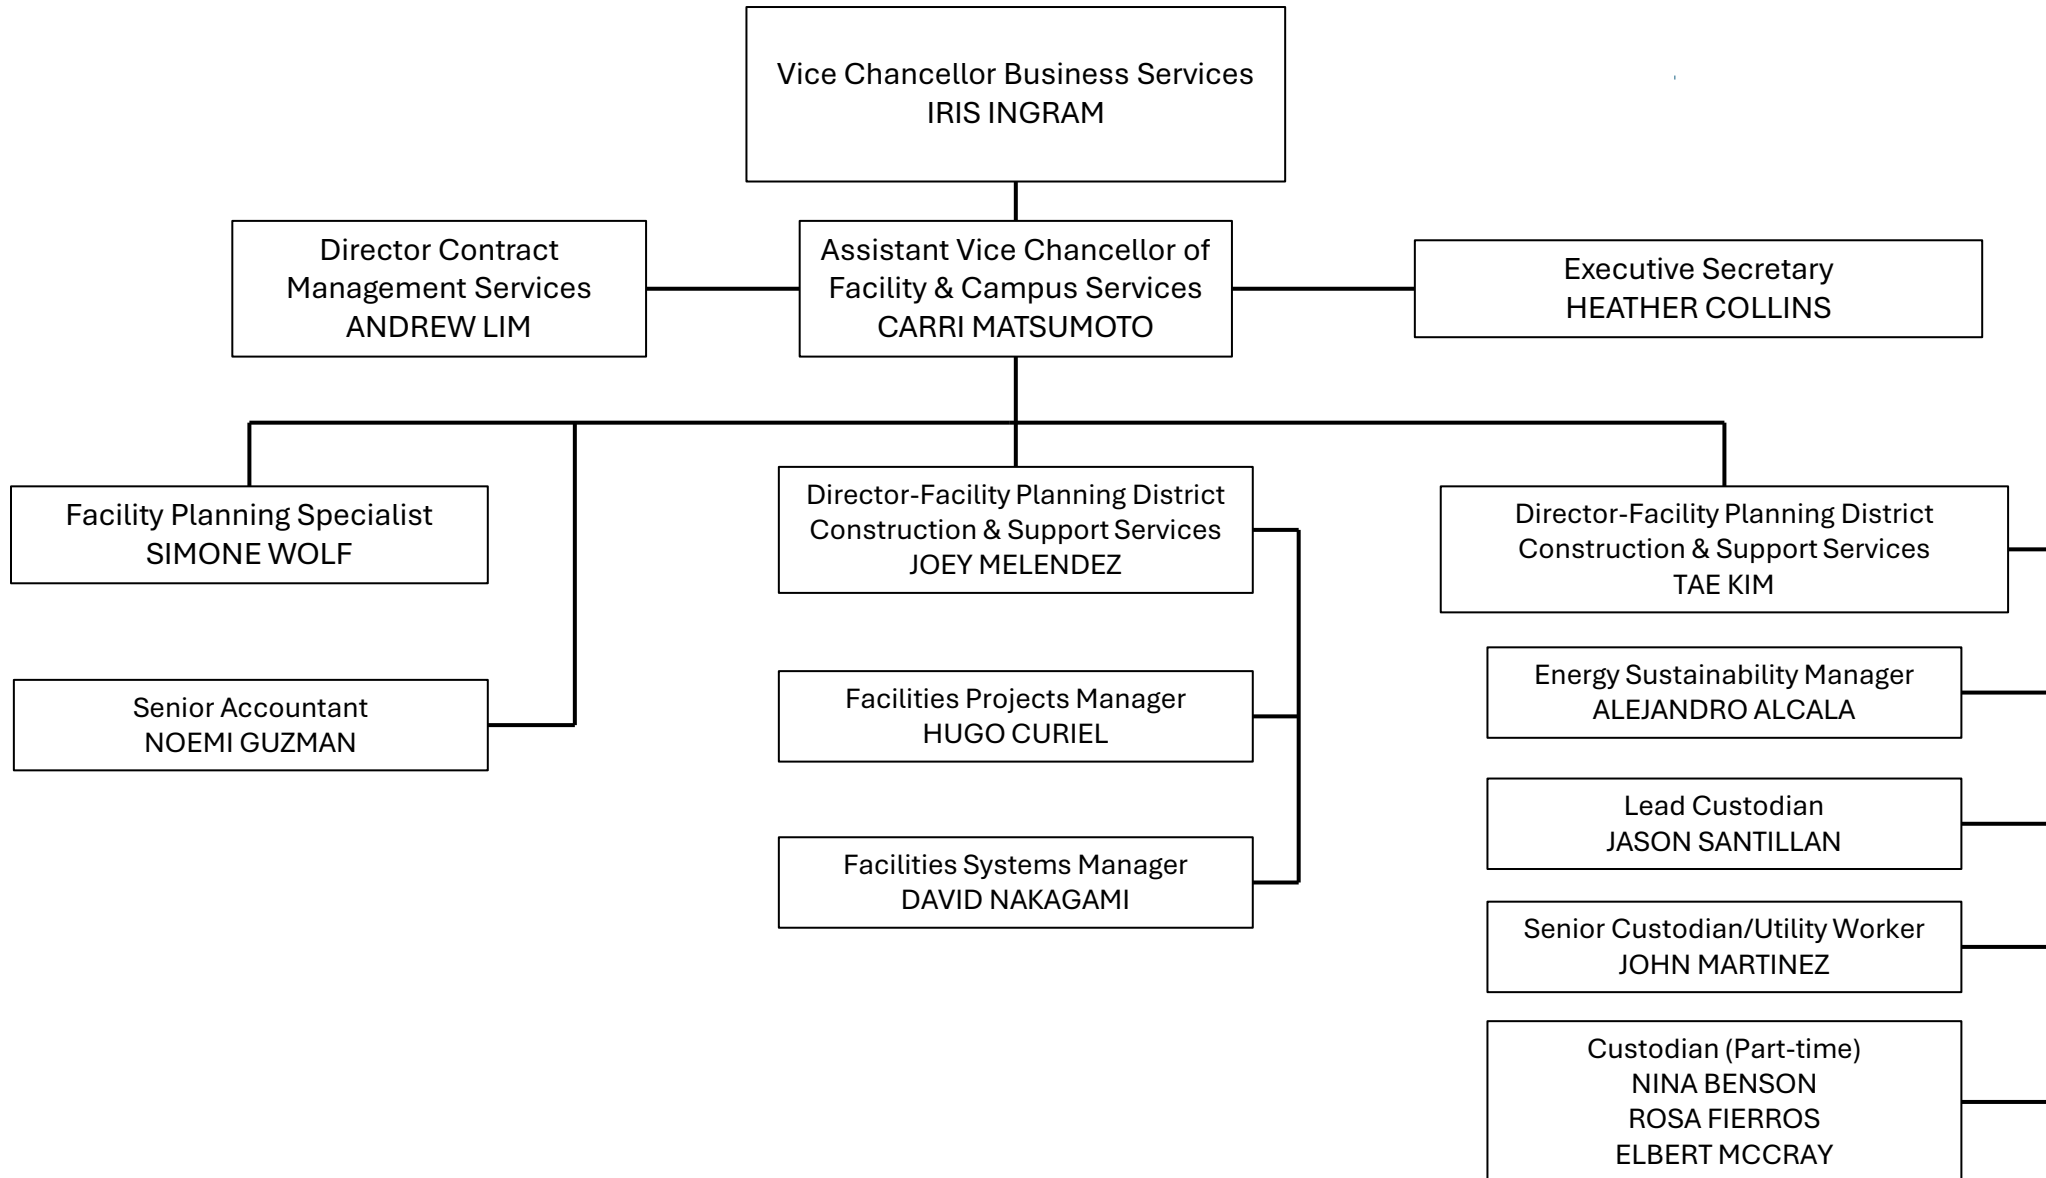 Vice Chancellor Business Services
IRIS INGRAM
Director Contract
Management Services
ANDREW LIM
Assistant Vice Chancellor of
Facility & Campus Services
CARRI MATSUMOTO
Executive Secretary
HEATHER COLLINS
Facility Planning Specialist
SIMONE WOLF
Senior Accountant
NOEMI GUZMAN
Director-Facility Planning District
Construction & Support Services
JOEY MELENDEZ
Facilities Projects Manager
HUGO CURIEL
Facilities Systems Manager
DAVID NAKAGAMI
Director-Facility Planning District
Construction & Support Services
TAE KIM
Energy Sustainability Manager
ALEJANDRO ALCALA
Lead Custodian
JASON SANTILLAN
Senior Custodian/Utility Worker
JOHN MARTINEZ
Custodian (Part-time)
NINA BENSON
ROSA FIERROS
ELBERT MCCRAY